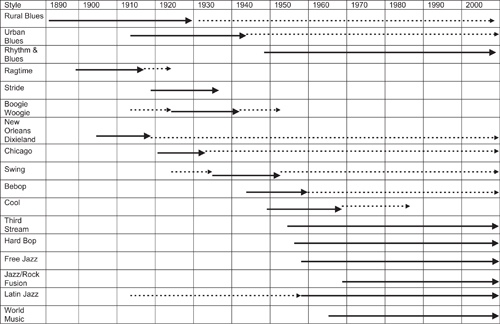 Style 1890 1900 1910 1920 1930 1940 1950 1960 1970 1980 1990 2000
Rural Blues
Urban
Blues
Rhythm &
Blues
Ragtime
Stride
Boogie
Woogie
New
Orleans
Dixieland
Chicago
Swing
Bebop
Cool
Third
Stream
Hard Bop
Free Jazz
Jazz/Rock
Fusion
Latin Jazz
World
Music